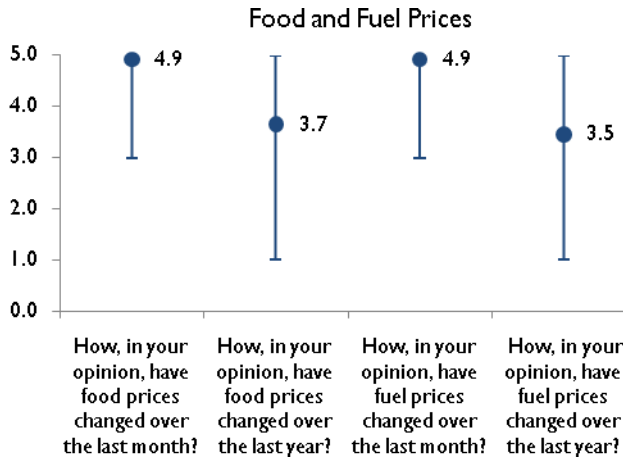 Food and Fuel Prices
5.0
4.0
3.0
2.0
1.0
0.0
4.9
3.7
4.9
3.5
How, in your
opinion, have
food prices
changed over
the last month?
How, in your
opinion, have
food prices
changed over
the last year?
How, in your
opinion, have
fuel prices
changed over
the last month?
How, in your
opinion, have
fuel prices
changed over
the last year?